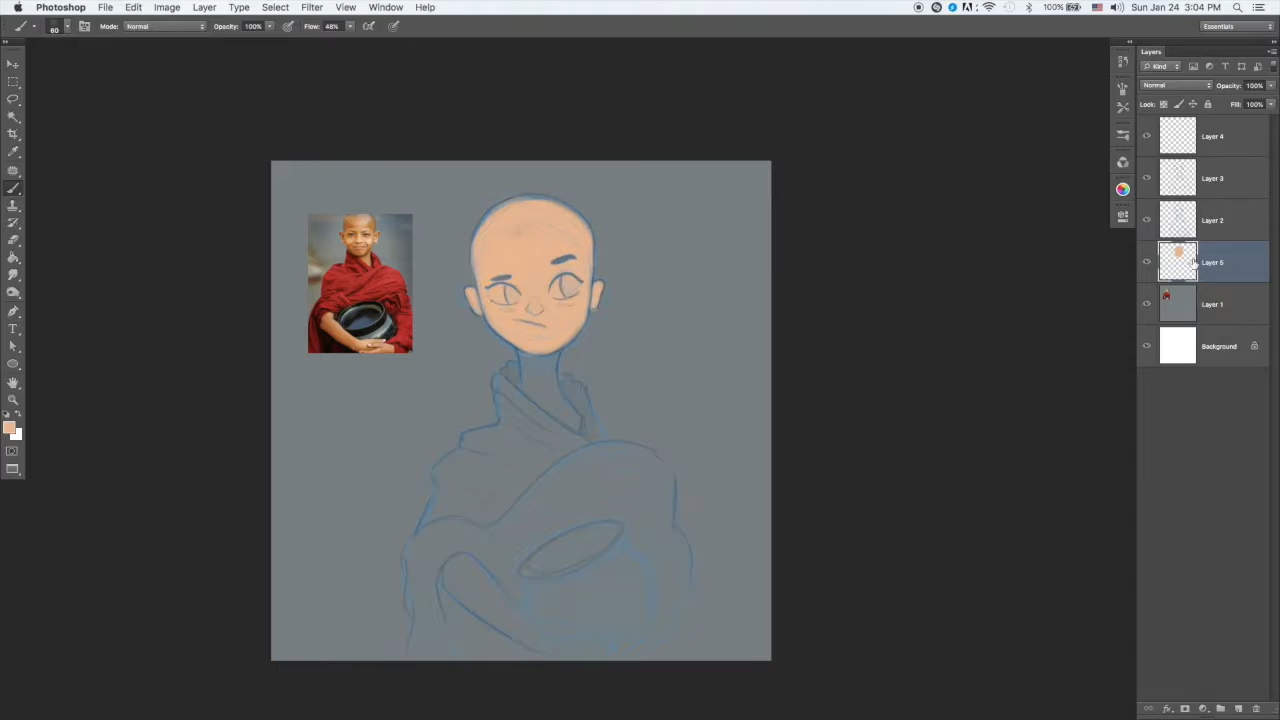 Photoshop File Edit Image Layer Type Select Filter View Window Help 100% Sun Jan 24 3:04 PM
60 Mode: Normal Opacity: 100% Flow: 48% Essentials
Layers
Kind
Normal Opacity: 100%
Lock: Fill: 100%
Layer 4
Layer 3
Layer 2
Layer 5
Layer 1
Background